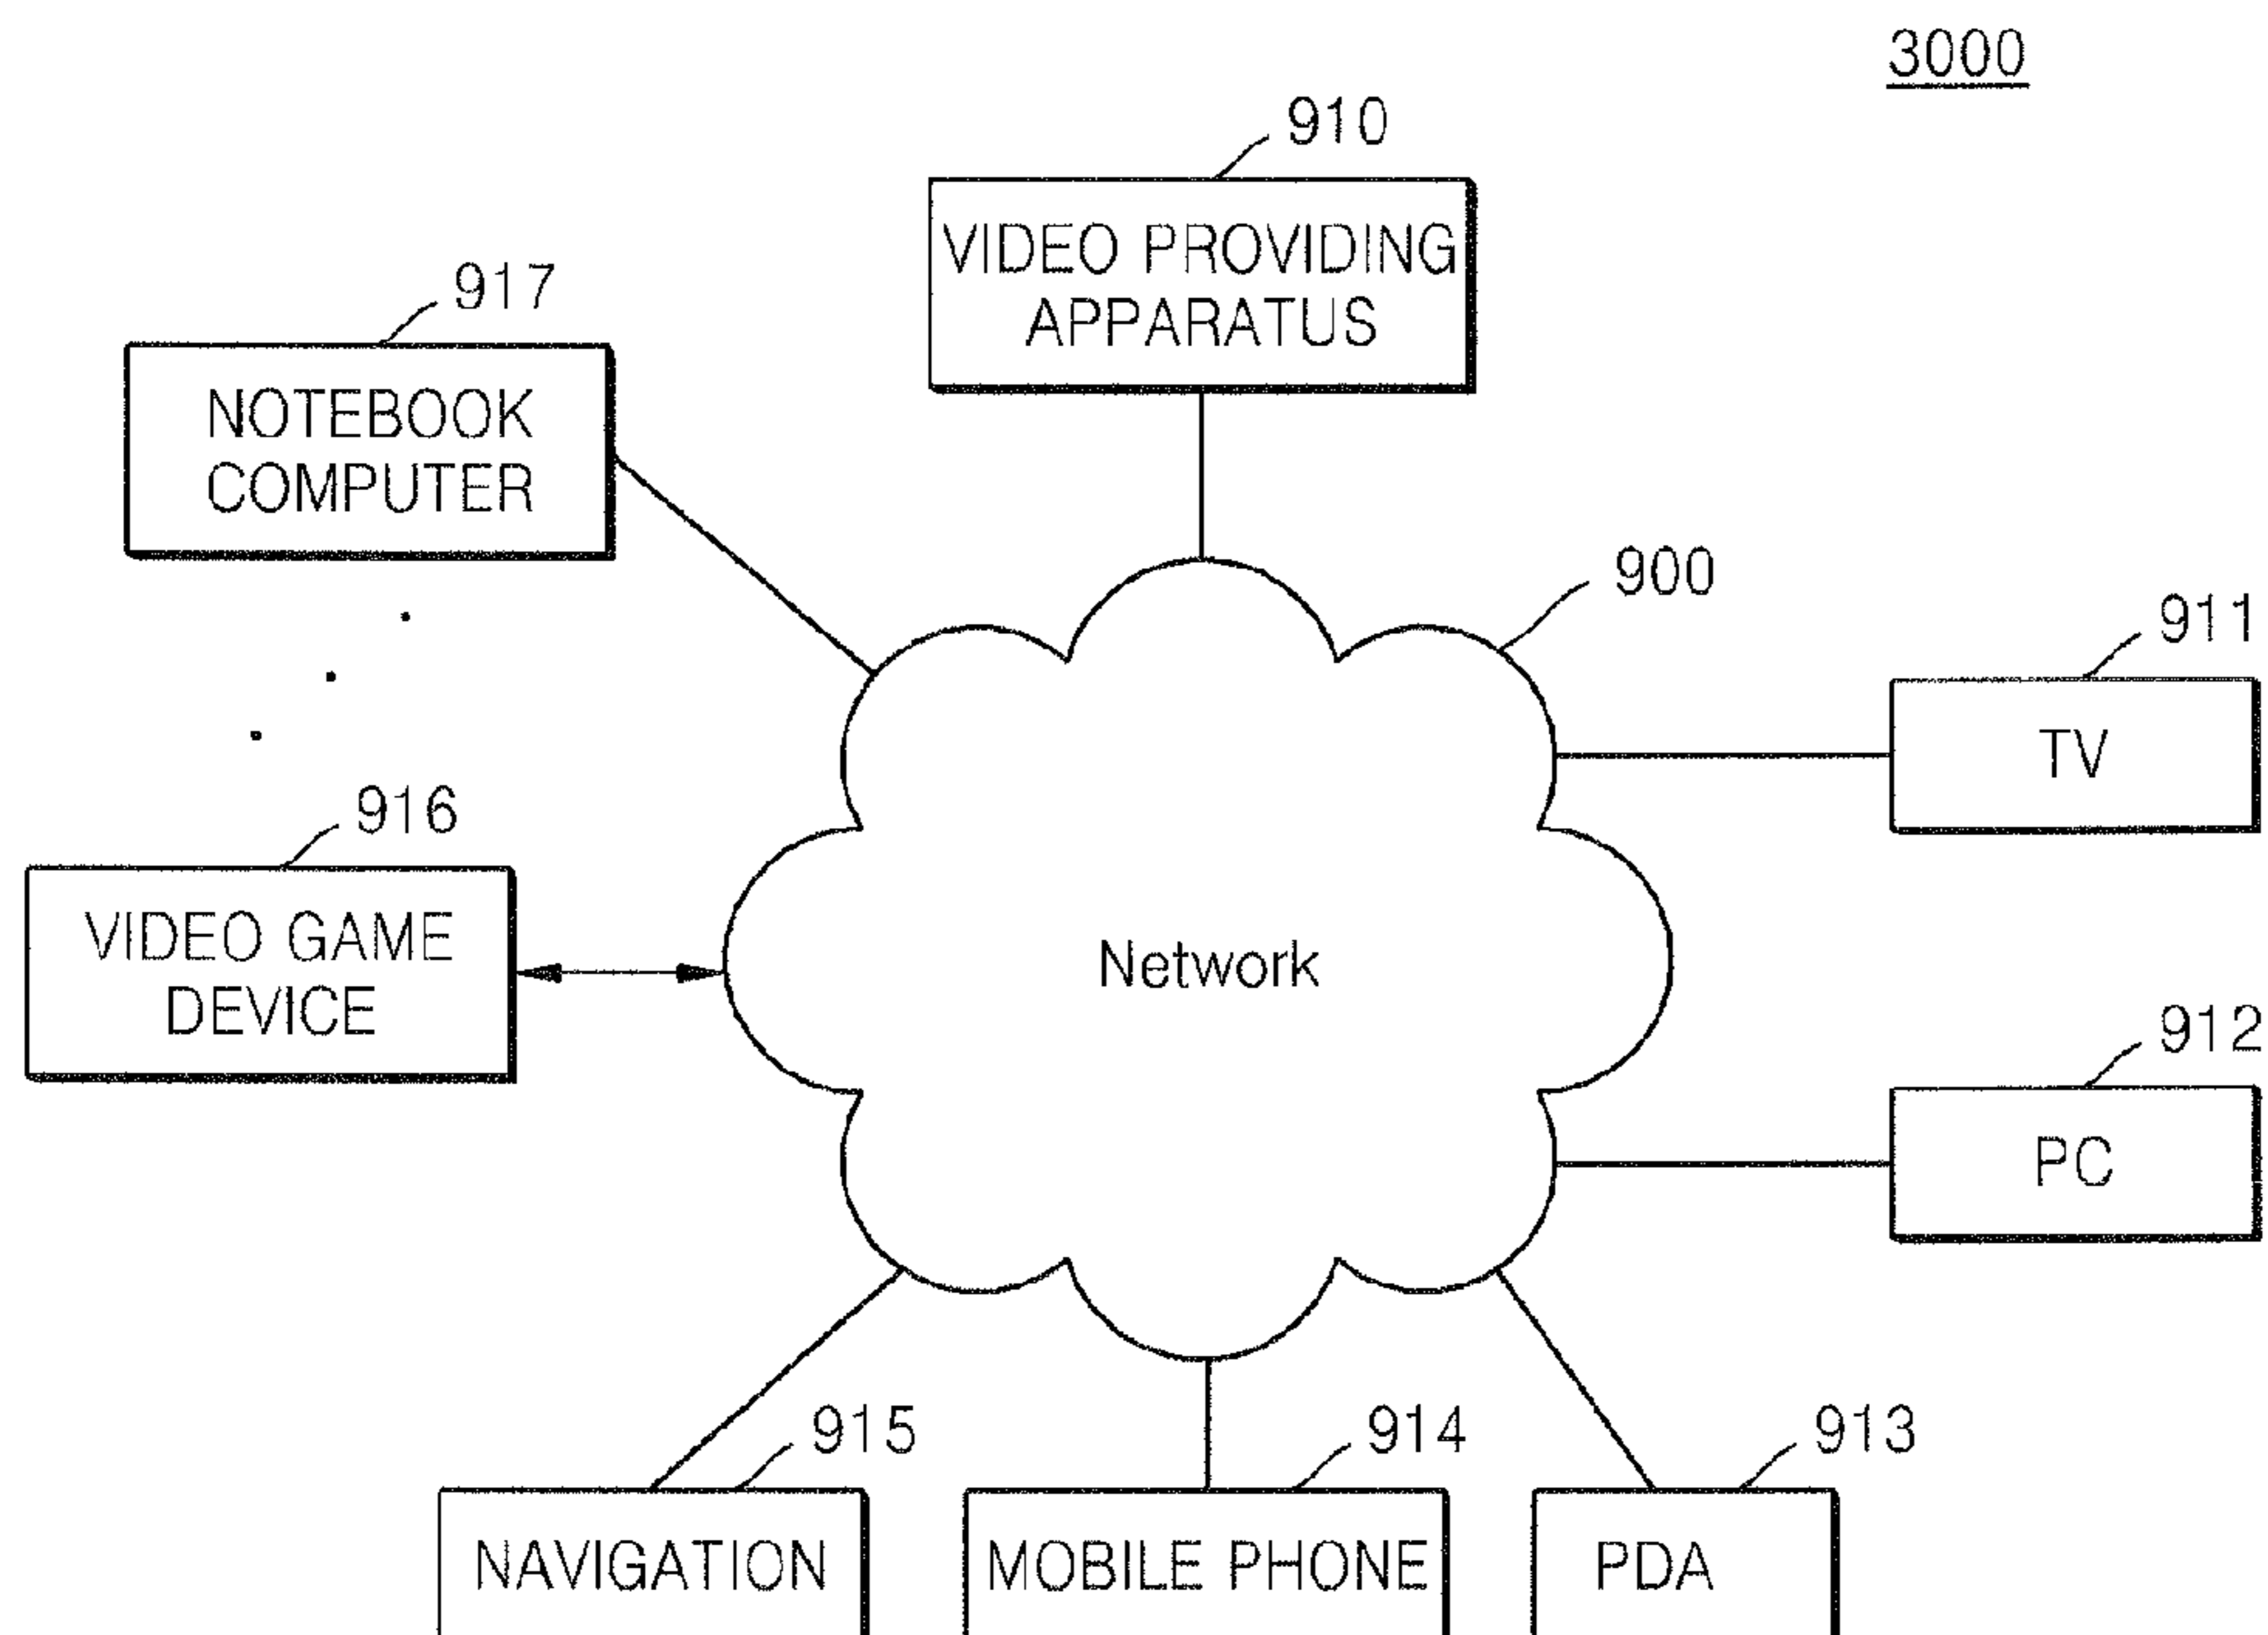 3000
910
VIDEO PROVIDING
APPARATUS
917
NOTEBOOK
COMPUTER
900
911
TV
916
VIDEO GAME
DEVICE
Network
912
PC
915
NAVIGATION
914
MOBILE PHONE
913
PDA